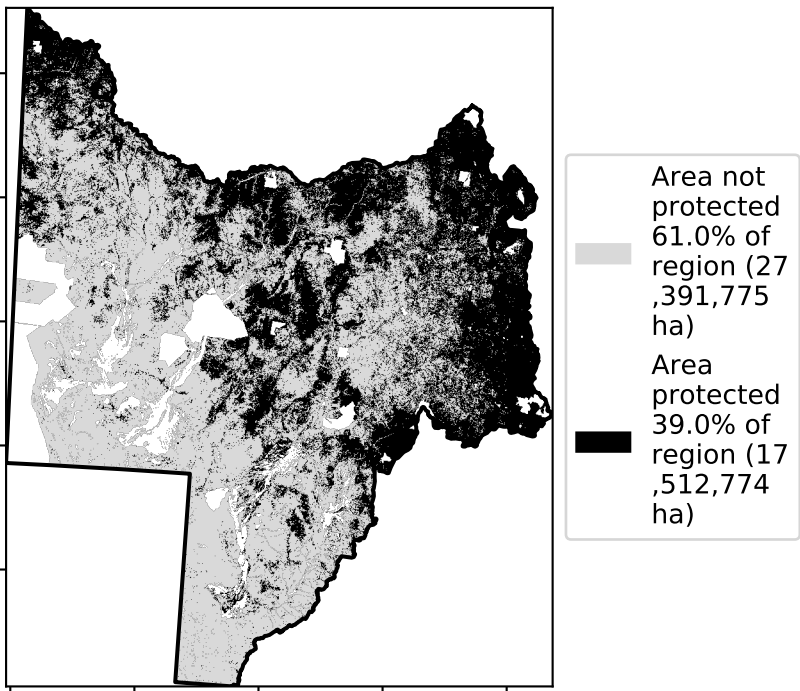 Area not
protected
61.0% of
region (27
,391,775
ha)
Area
protected
39.0% of
region (17
,512,774
ha)